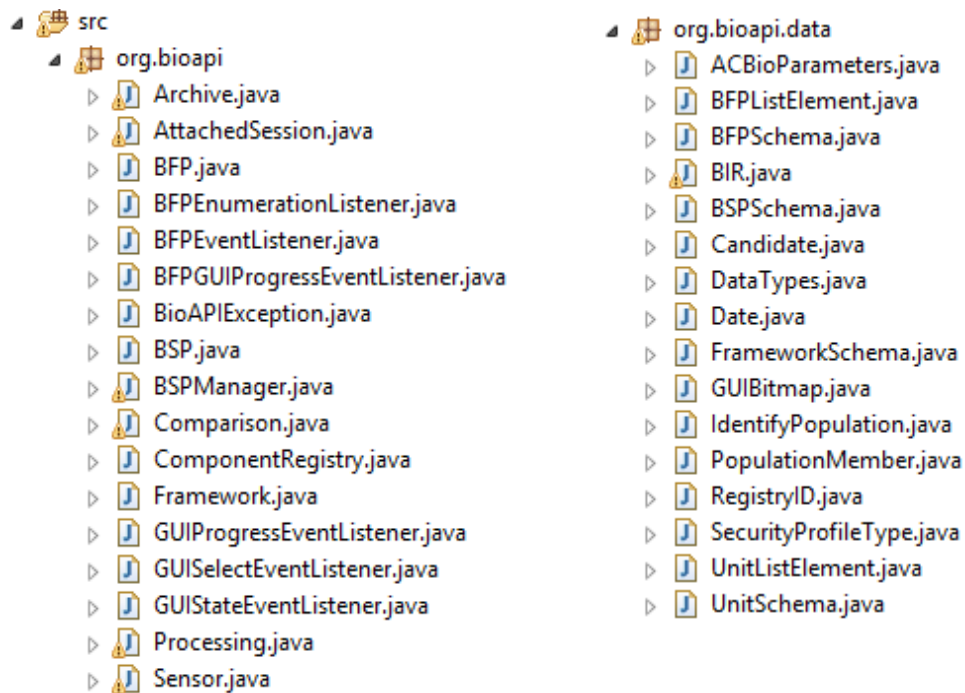 src
org.bioapi
Archive.java
AttachedSession.java
BFP.java
BFPEnumerationListener.java
BFPEventListener.java
BFPGUIProgressEventListener.java
BioAPIException.java
BSP.java
BSPManager.java
Comparison.java
ComponentRegistry.java
Framework.java
GUIProgressEventListener.java
GUISelectEventListener.java
GUIStateEventListener.java
Processing.java
Sensor.java
org.bioapi.data
ACBioParameters.java
BFPListElement.java
BFPSchema.java
BIR.java
BSPSchema.java
Candidate.java
DataTypes.java
Date.java
FrameworkSchema.java
GUIBitmap.java
IdentifyPopulation.java
PopulationMember.java
RegistryID.java
SecurityProfileType.java
UnitListElement.java
UnitSchema.java